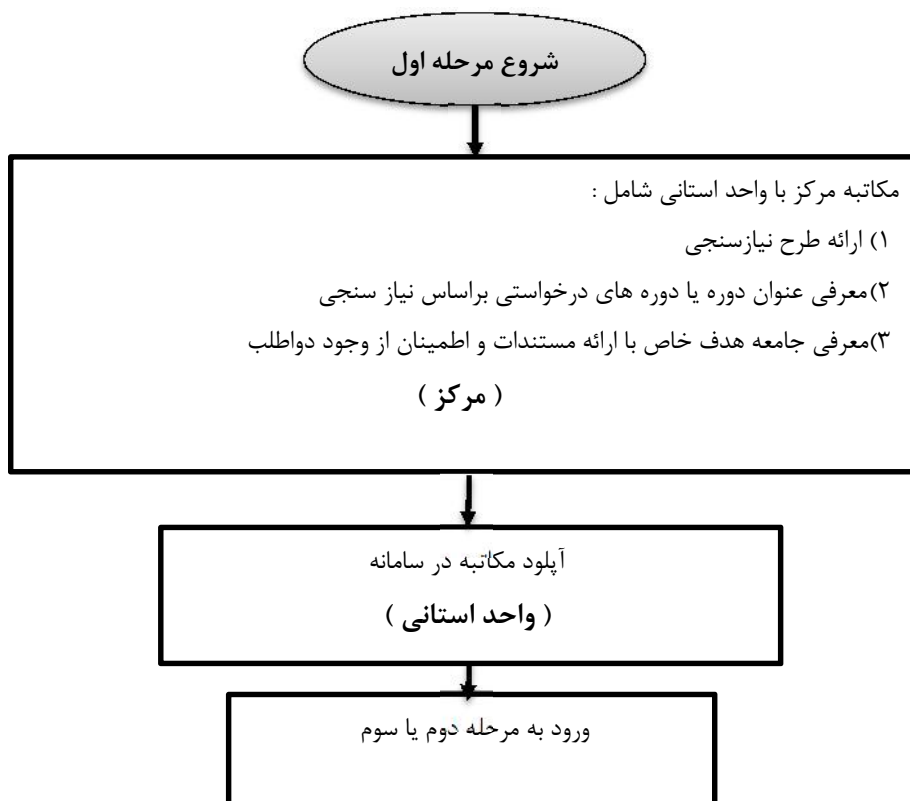 شروع مرحله اول
مکاتبه مرکز با واحد استانی شامل :
۱) ارائه طرح نیازسنجی
۲)معرفی عنوان دوره یا دوره های درخواستی براساس نیاز سنجی
۳)معرفی جامعه هدف خاص با ارائه مستندات و اطمینان از وجود دواطلب
( مرکز )
آپلود مکاتبه در سامانه
( واحد استانی )
ورود به مرحله دوم یا سوم